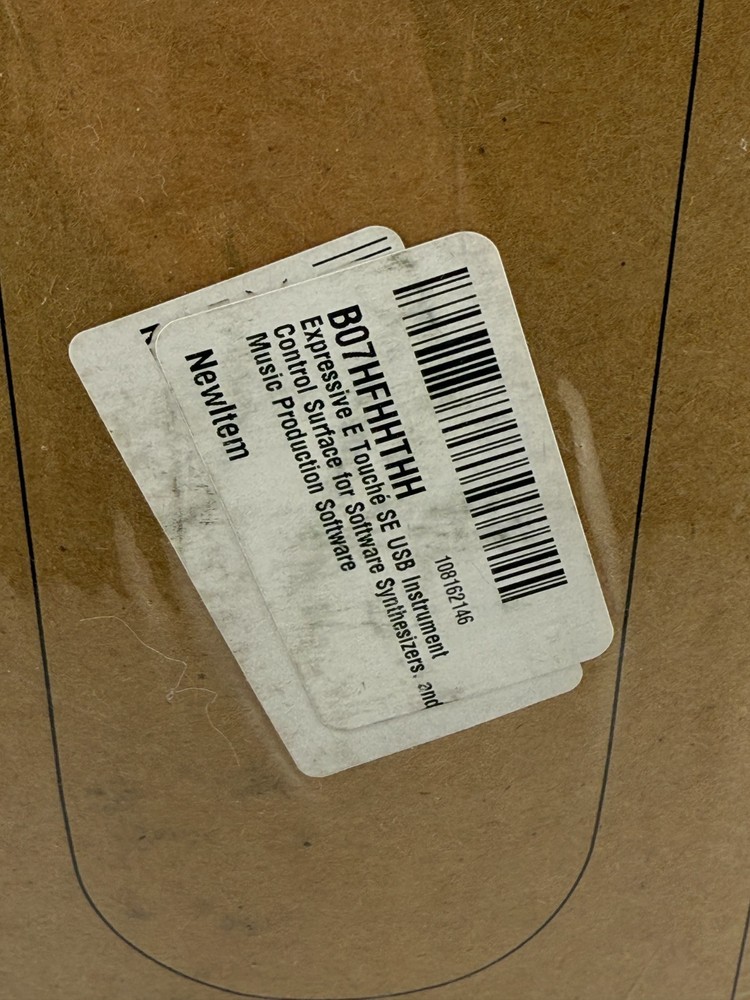 B07HFHHTHH
108162146
Expressive E Touché SE USB Instrument
Control Surface for Software Synthesizers, and
Music Production Software
NewItem